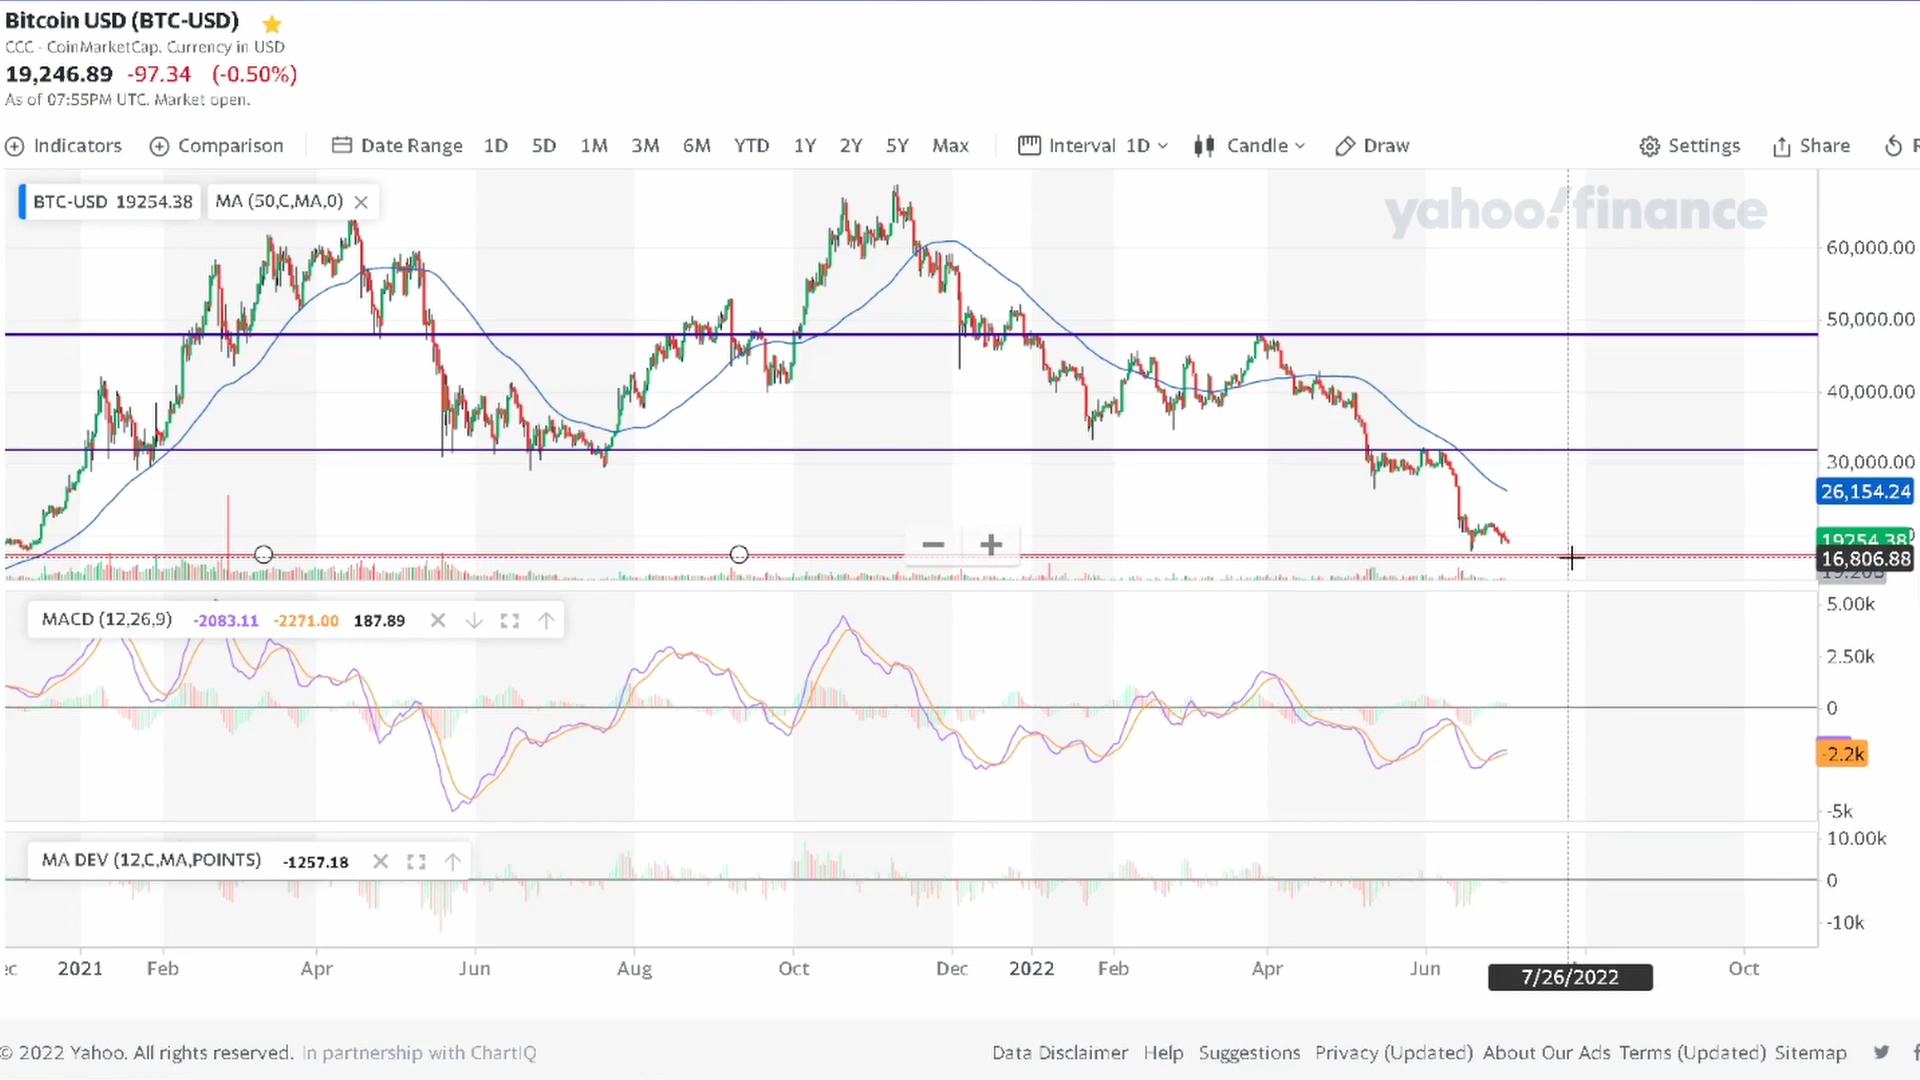 Bitcoin USD (BTC-USD)
CCC - CoinMarketCap. Currency in USD
19,246.89 -97.34 (-0.50%)
As of 07:55PM UTC. Market open.
Indicators Comparison Date Range 1D 5D 1M 3M 6M YTD 1Y 2Y 5Y Max Interval 1D Candle Draw Settings Share
BTC-USD 19254.38 MA (50,C,MA,0)
yahoo!finance
60,000.00
50,000.00
40,000.00
30,000.00
26,154.24
19254.38
16,806.88
MACD (12,26,9) -2083.11 -2271.00 187.89
5.00k
2.50k
0
-2.2k
-5k
MA DEV (12,C,MA,POINTS) -1257.18
10.00k
0
-10k
ec 2021 Feb Apr Jun Aug Oct Dec 2022 Feb Apr Jun Oct
7/26/2022
© 2022 Yahoo. All rights reserved. In partnership with ChartIQ
Data Disclaimer Help Suggestions Privacy (Updated) About Our Ads Terms (Updated) Sitemap